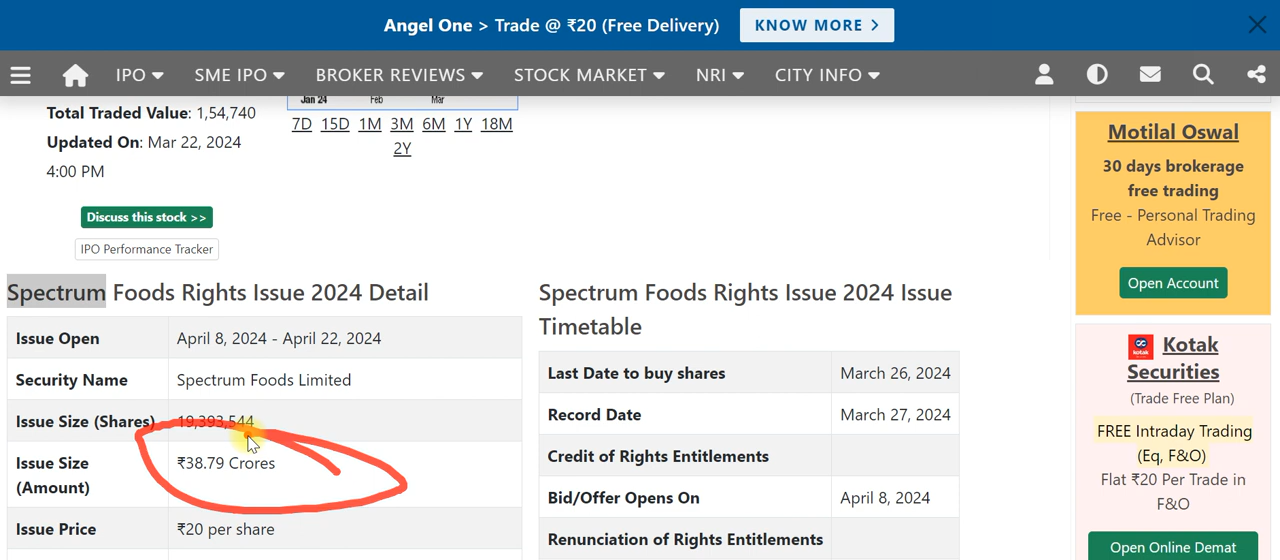 Angel One > Trade @ ₹20 (Free Delivery)
KNOW MORE >
IPO
SME IPO
BROKER REVIEWS
STOCK MARKET
NRI
CITY INFO
Total Traded Value: 1,54,740
Updated On: Mar 22, 2024
4:00 PM
Jan 24 Feb Mar
7D 15D 1M 3M 6M 1Y 18M
2Y
Discuss this stock >>
IPO Performance Tracker
Spectrum Foods Rights Issue 2024 Detail
Issue Open April 8, 2024 - April 22, 2024
Security Name Spectrum Foods Limited
Issue Size (Shares) 19,393,544
Issue Size
(Amount)
₹38.79 Crores
Issue Price ₹20 per share
Spectrum Foods Rights Issue 2024 Issue
Timetable
Last Date to buy shares March 26, 2024
Record Date March 27, 2024
Credit of Rights Entitlements
Bid/Offer Opens On April 8, 2024
Renunciation of Rights Entitlements
Motilal Oswal
30 days brokerage
free trading
Free - Personal Trading
Advisor
Open Account
kotak
Kotak
Securities
(Trade Free Plan)
FREE Intraday Trading
(Eq, F&O)
Flat ₹20 Per Trade in
F&O
Open Online Demat